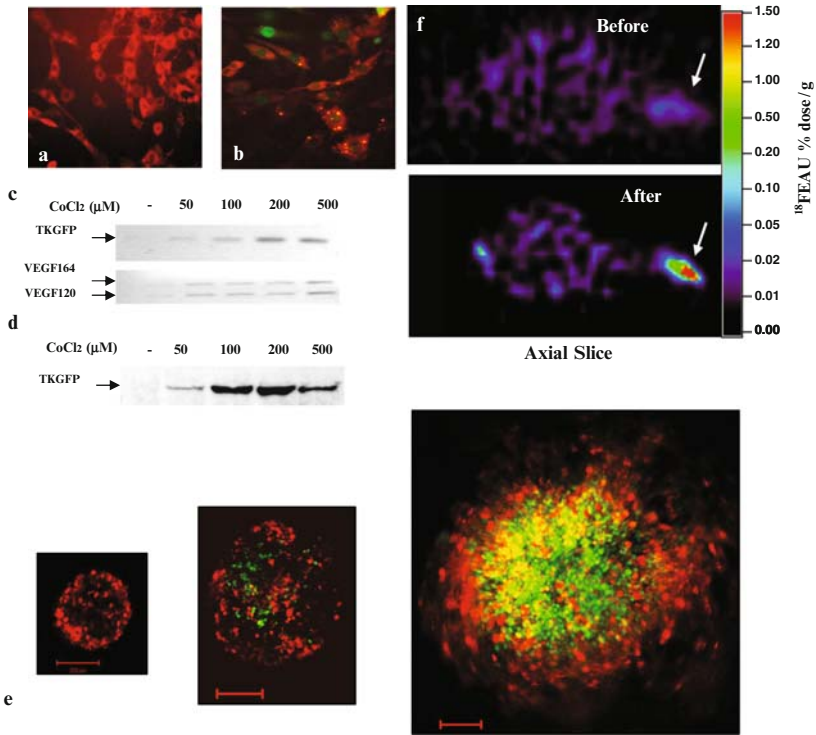 a
b
c
CoCl2 (µM) - 50 100 200 500
TKGFP
VEGF164
VEGF120
d
CoCl2 (µM) - 50 100 200 500
TKGFP
e
f
Before
After
Axial Slice
1.50
1.20
1.00
0.50
0.20
0.10
0.05
0.02
0.01
0.00
18FEAU % dose/g